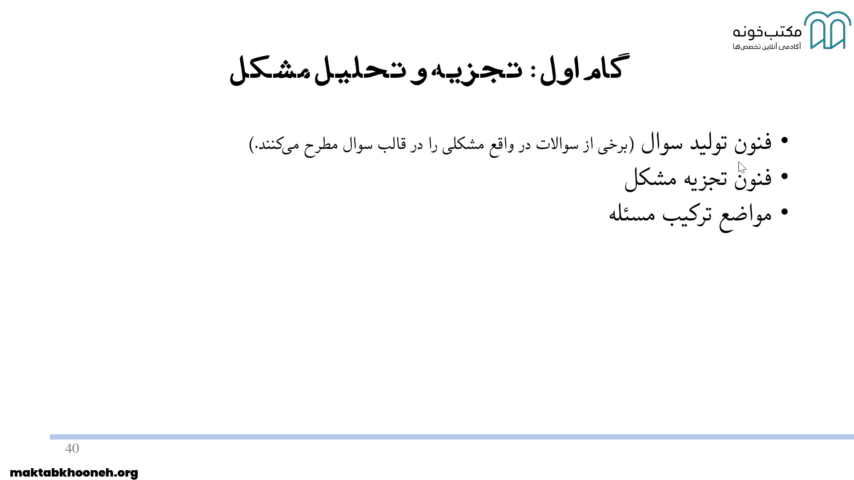 مکتب‌خونه
آکادمی آنلاین تخصص‌ها
گام اول: تجزیه و تحلیل مشکل
• فنون تولید سوال (برخی از سوالات در واقع مشکلی را در قالب سوال مطرح می‌کنند.)
• فنون تجزیه مشکل
• مواضع ترکیب مسئله
40
maktabkhooneh.org